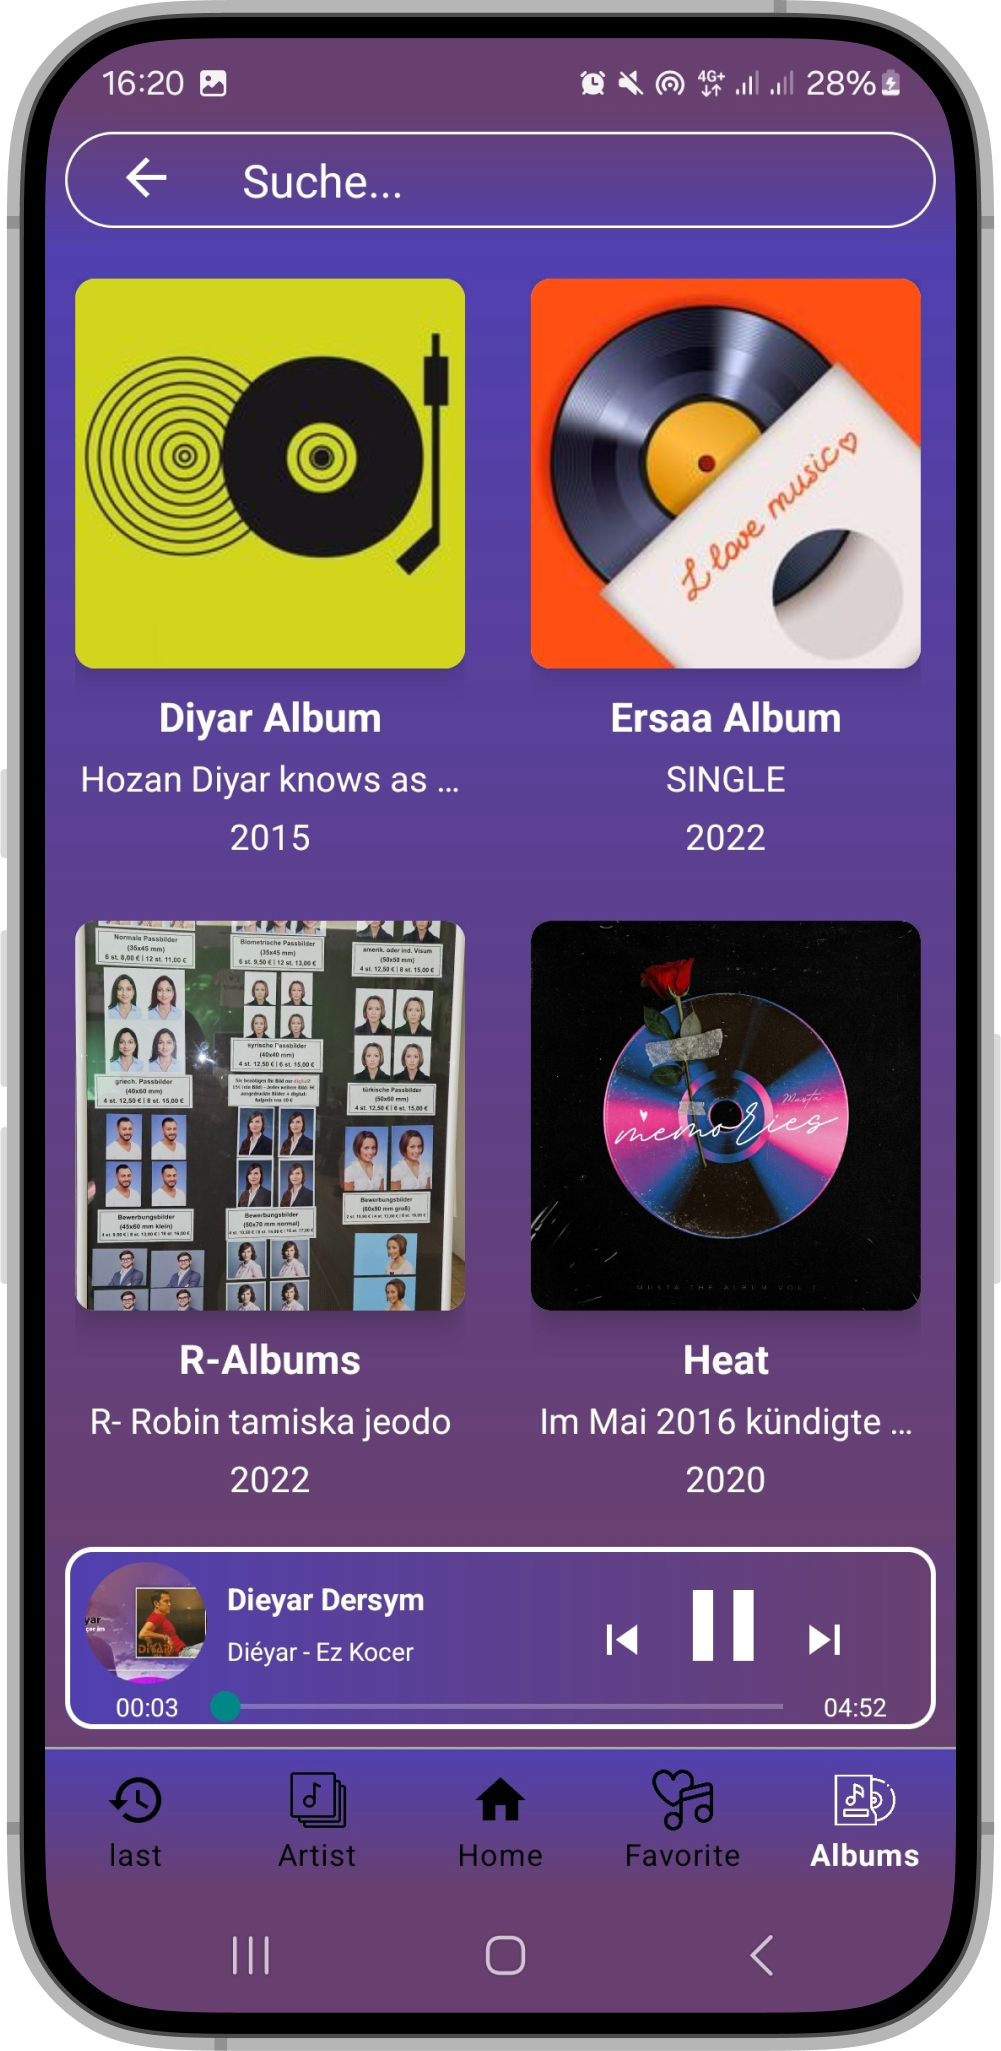 16:20
4G+
28%
Suche...
I love music
Diyar Album
Hozan Diyar knows as ...
2015
Ersaa Album
SINGLE
2022
Normale Passbilder
(35x45 mm)
6 st. 8,00 € | 12 st. 11,00 €
Biometrische Passbilder
(35x45 mm)
6 st. 9,50 € | 12 st. 13,00 €
amerik. oder ind. Visum
(50x50 mm)
4 st. 12,50 € | 8 st. 15,00 €
syrische Passbilder
(40x40 mm)
4 st. 12,50 € | 6 st. 15,00 €
griech. Passbilder
(40x60 mm)
4 st. 12,50 € | 8 st. 15,00 €
türkische Passbilder
(50x60 mm)
4 st. 12,50 € | 6 st. 15,00 €
Bewerbungsbilder
(45x60 mm klein)
Bewerbungsbilder
(50x70 mm normal)
Bewerbungsbilder
(60x90 mm groß)
Musta
memories
MUSTA THE ALBUM VOL 1
R-Albums
R- Robin tamiska jeodo
2022
Heat
Im Mai 2016 kündigte ...
2020
Dieyar Dersym
Diéyar - Ez Kocer
00:03
04:52
last
Artist
Home
Favorite
Albums